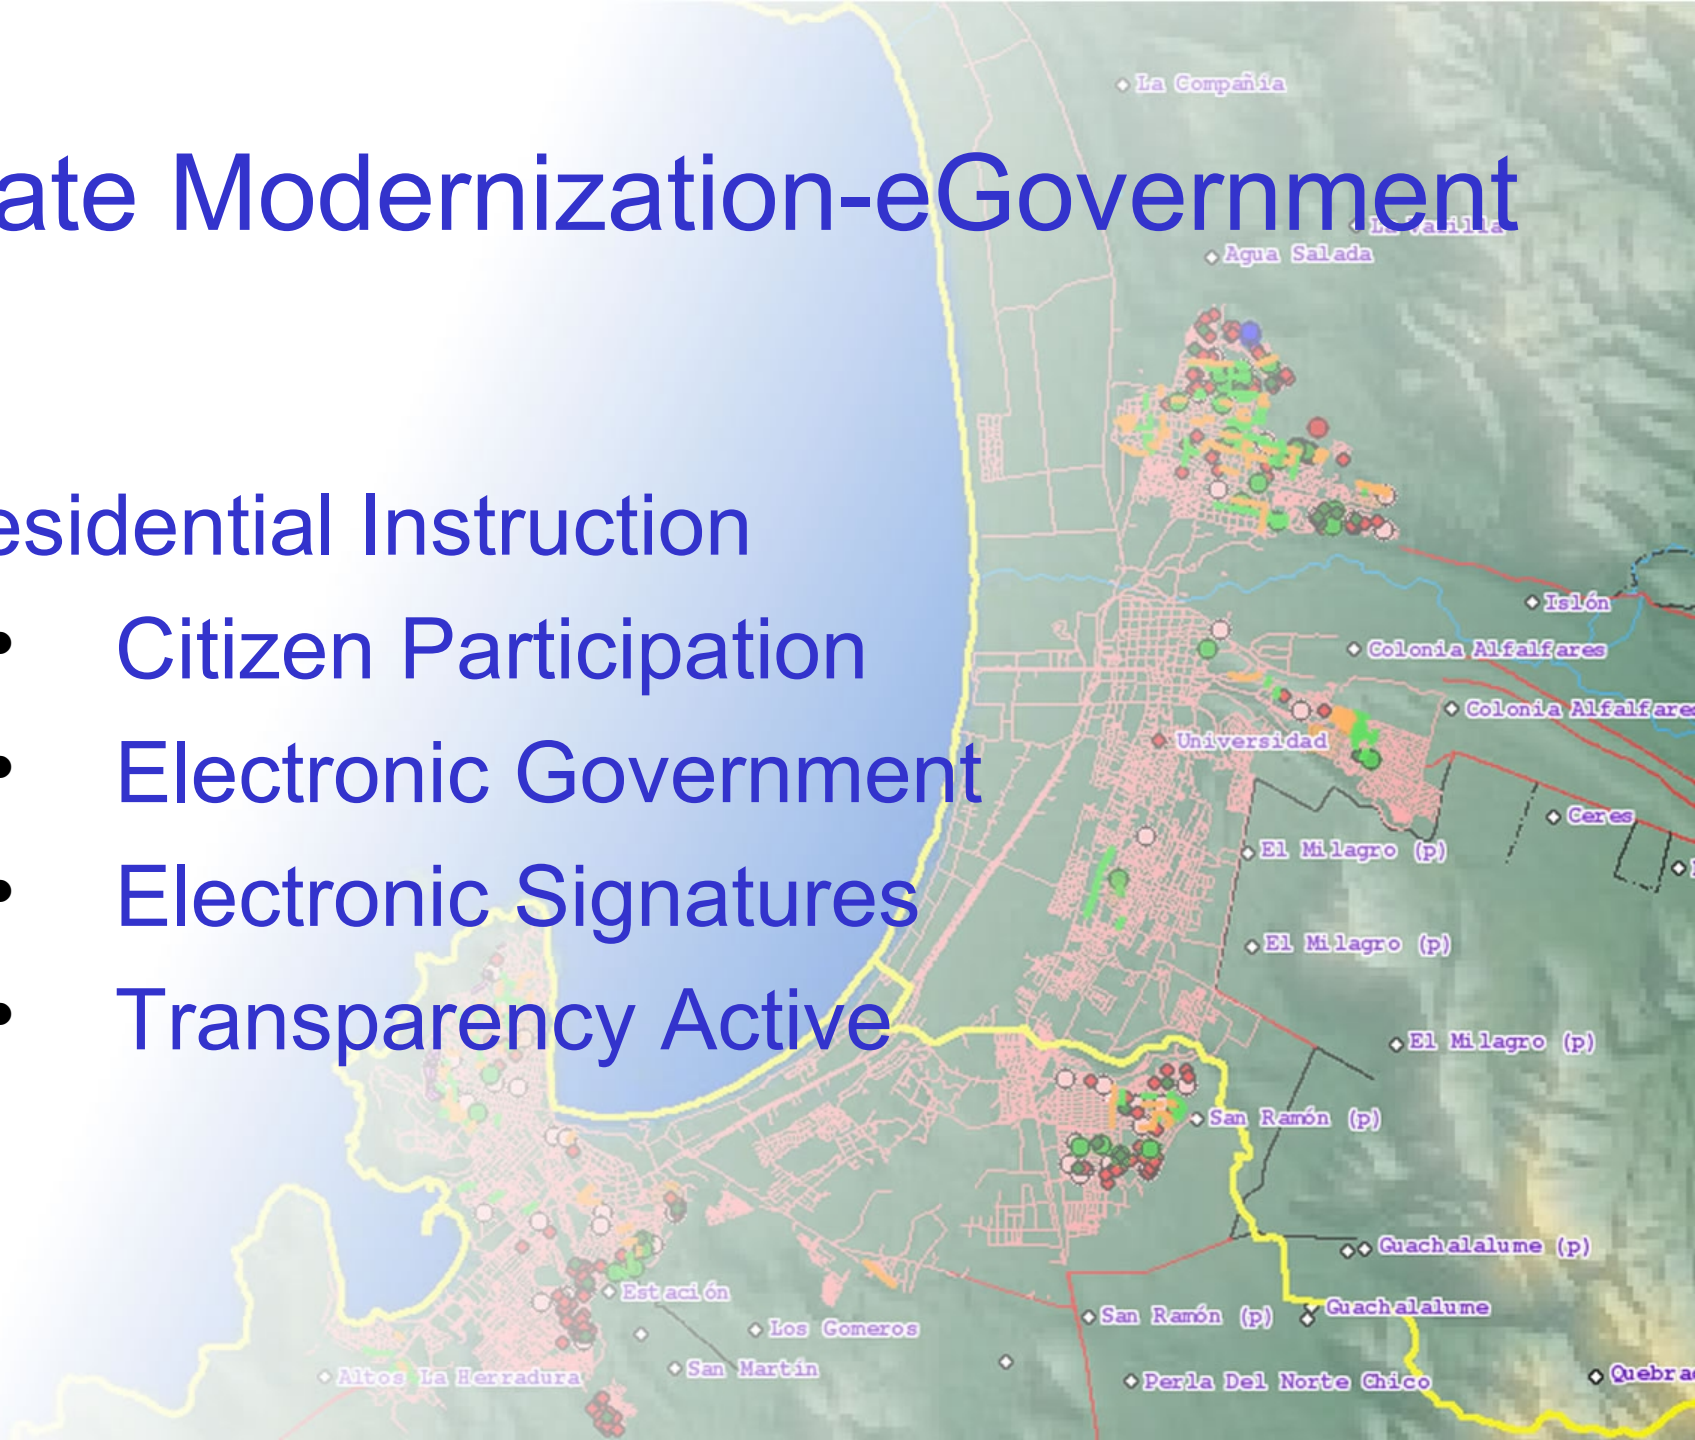 La Compañía
ate Modernization-eGovernment
Agua Salada
esidential Instruction
• Citizen Participation
Islón
Colonia Alfalfares
Colonia Alfalfares
Universidad
• Electronic Government
Ceres
El Milagro (p)
• Electronic Signatures
El Milagro (p)
• Transparency Active
El Milagro (p)
San Ramón (p)
Guachalalume (p)
Estación
Guachalalume
San Ramón (p)
Los Gomeros
San Martín
Altos La Herradura
Perla Del Norte Chico
Quebrad